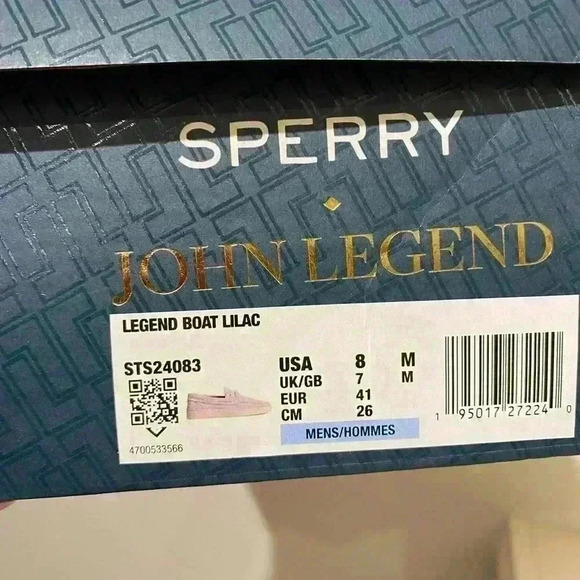 SPERRY
JOHN LEGEND
LEGEND BOAT LILAC
STS24083
4700533566
USA 8 M
UK/GB 7 M
EUR 41
CM 26
MENS/HOMMES
1 95017 27224 0